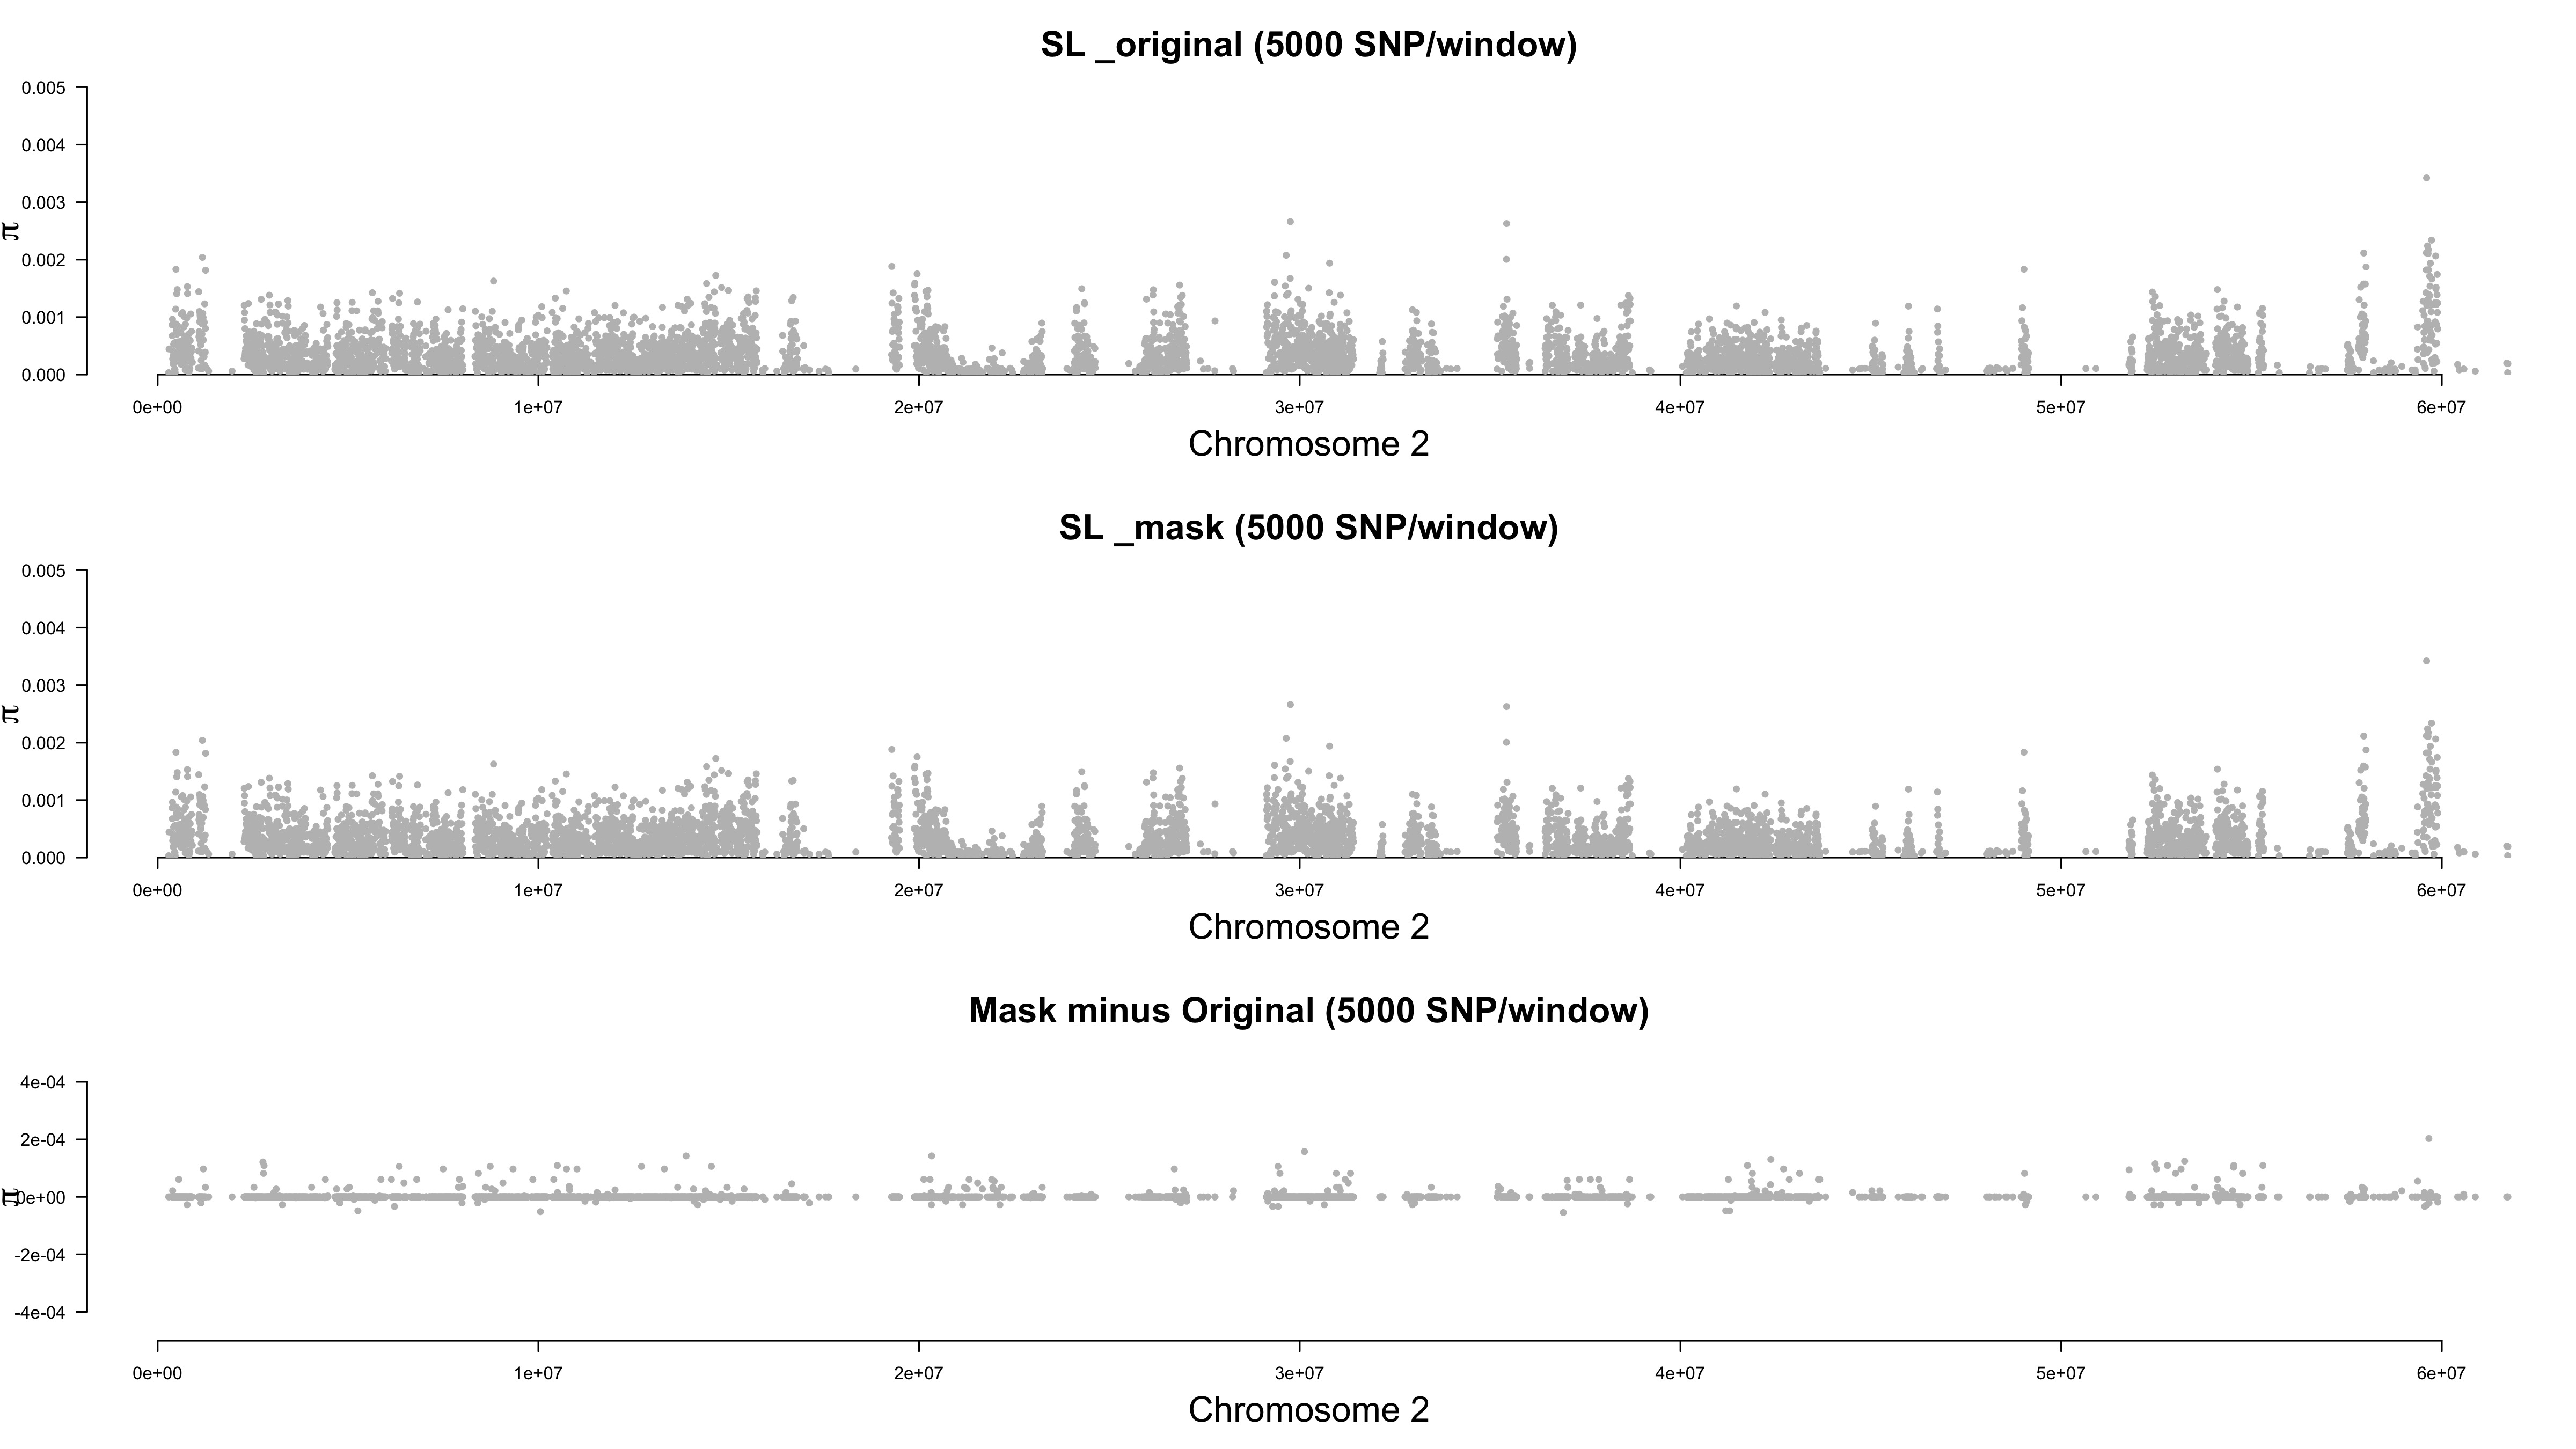 SL _original (5000 SNP/window)
0.005
0.004
0.003
0.002
0.001
0.000
π
0e+00 1e+07 2e+07 3e+07 4e+07 5e+07 6e+07
Chromosome 2
SL _mask (5000 SNP/window)
0.005
0.004
0.003
0.002
0.001
0.000
π
0e+00 1e+07 2e+07 3e+07 4e+07 5e+07 6e+07
Chromosome 2
Mask minus Original (5000 SNP/window)
4e-04
2e-04
0e+00
-2e-04
-4e-04
π
0e+00 1e+07 2e+07 3e+07 4e+07 5e+07 6e+07
Chromosome 2